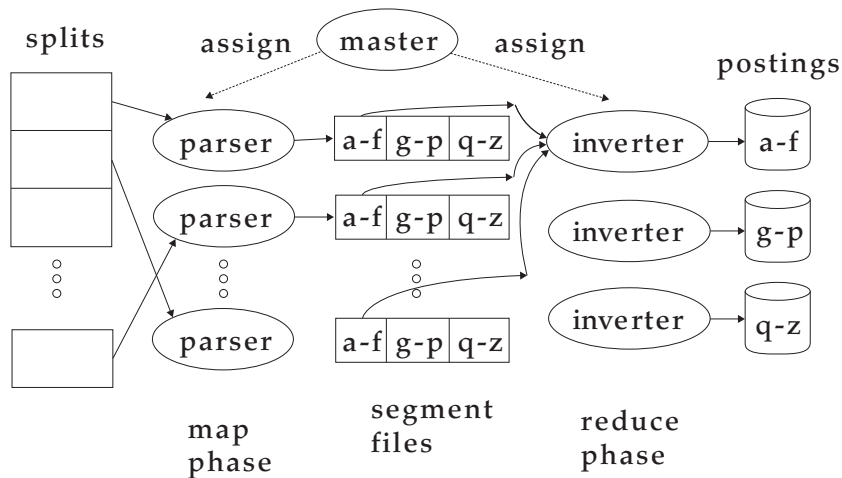 splits
assign
master
assign
postings
parser
a-f g-p q-z
inverter
a-f
parser
a-f g-p q-z
inverter
g-p
parser
a-f g-p q-z
inverter
q-z
map
phase
segment
files
reduce
phase